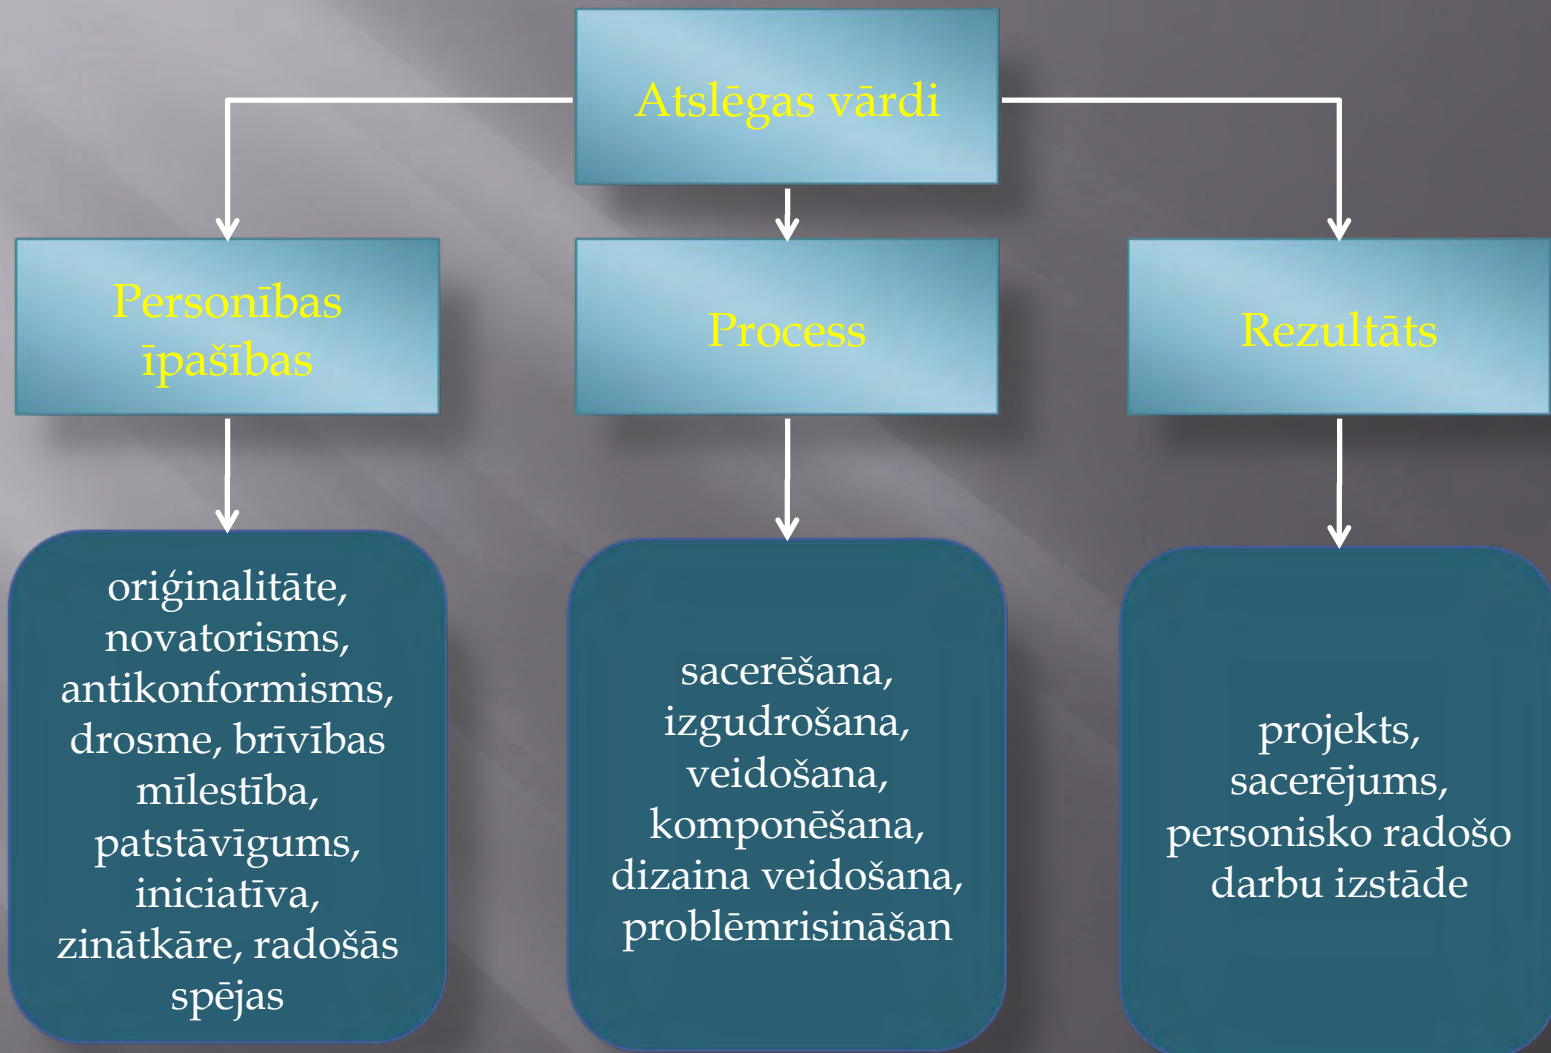 Atslēgas vārdi
Personības
īpašības
Process
Rezultāts
oriģinalitāte,
novatorisms,
antikonformisms,
drosme, brīvības
mīlestība,
patstāvīgums,
iniciatīva,
zinātkāre, radošās
spējas
sacerēšana,
izgudrošana,
veidošana,
komponēšana,
dizaina veidošana,
problēmrisināšan
projekts,
sacerējums,
personisko radošo
darbu izstāde